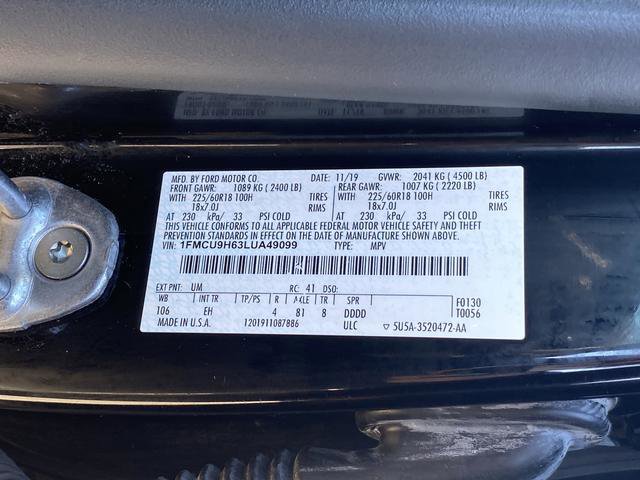 MFD. BY FORD MOTOR CO. DATE: 11/19 GVWR: 2041 KG ( 4500 LB)
FRONT GAWR: 1089 KG ( 2400 LB) REAR GAWR: 1007 KG ( 2220 LB)
WITH 225/60R18 100H TIRES WITH 225/60R18 100H TIRES
18x7.0J RIMS 18x7.0J RIMS
AT 230 kPa/ 33 PSI COLD AT 230 kPa/ 33 PSI COLD
THIS VEHICLE CONFORMS TO ALL APPLICABLE FEDERAL MOTOR VEHICLE SAFETY AND THEFT
PREVENTION STANDARDS IN EFFECT ON THE DATE OF MANUFACTURE SHOWN ABOVE.
VIN: 1FMCU9H63LUA49099 TYPE: MPV
EXT PNT: UM RC: 41 DSO:
WB INT TR TP/PS R AXLE TR SPR F0130
106 EH 4 81 8 DDDD T0056
MADE IN U.S.A. 1201911087886 ULC ▽ 5U5A-3520472-AA